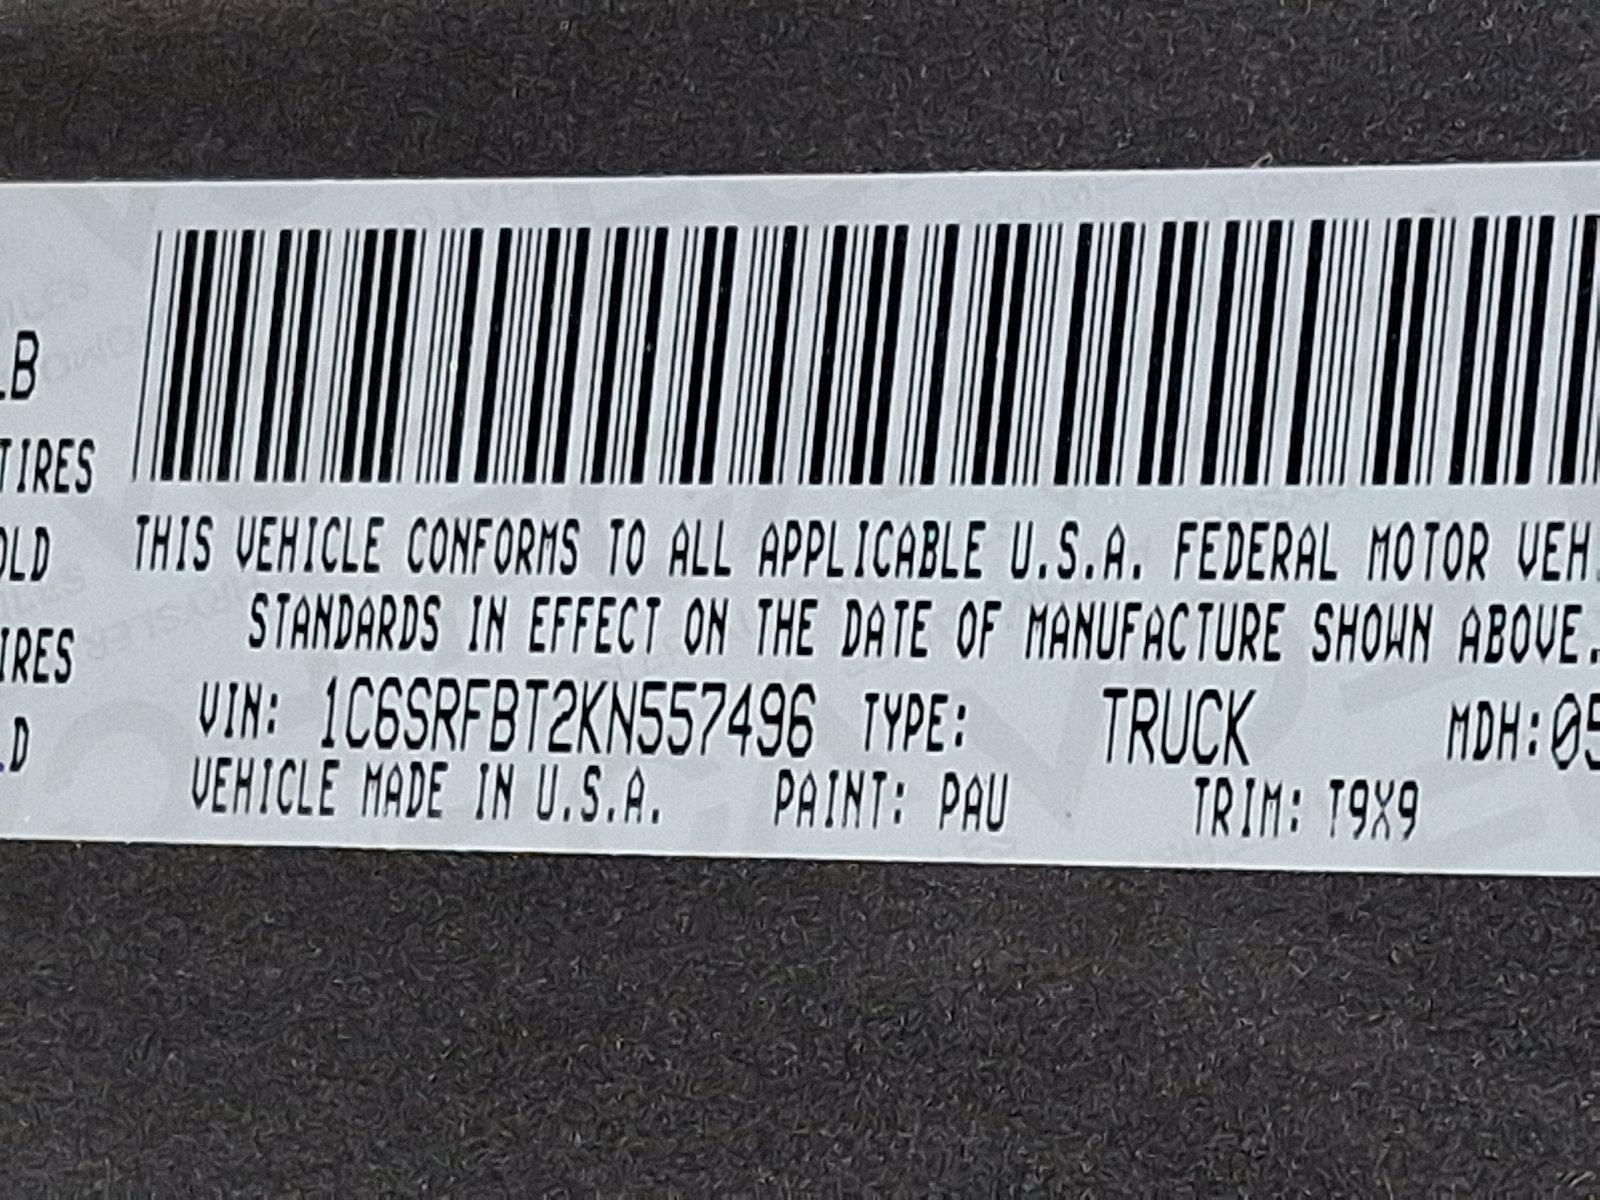 LB
TIRES
OLD
THIS VEHICLE CONFORMS TO ALL APPLICABLE U.S.A. FEDERAL MOTOR VEH.
IRES
STANDARDS IN EFFECT ON THE DATE OF MANUFACTURE SHOWN ABOVE.
LD
VIN: 1C6SRFBT2KN557496 TYPE: TRUCK MDH:05
VEHICLE MADE IN U.S.A. PAINT: PAU TRIM: T9X9